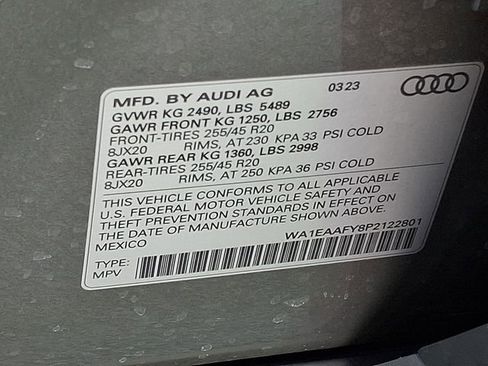 MFD. BY AUDI AG 03 23
GVWR KG 2490, LBS 5489
GAWR FRONT KG 1250, LBS 2756
FRONT-TIRES 255/45 R20
8JX20 RIMS, AT 230 KPA 33 PSI COLD
GAWR REAR KG 1360, LBS 2998
REAR-TIRES 255/45 R20
8JX20 RIMS, AT 250 KPA 36 PSI COLD
THIS VEHICLE CONFORMS TO ALL APPLICABLE
U.S. FEDERAL MOTOR VEHICLE SAFETY AND
THEFT PREVENTION STANDARDS IN EFFECT ON
THE DATE OF MANUFACTURE SHOWN ABOVE.
MEXICO
WA1EAAFY8P2122801
TYPE:
MPV